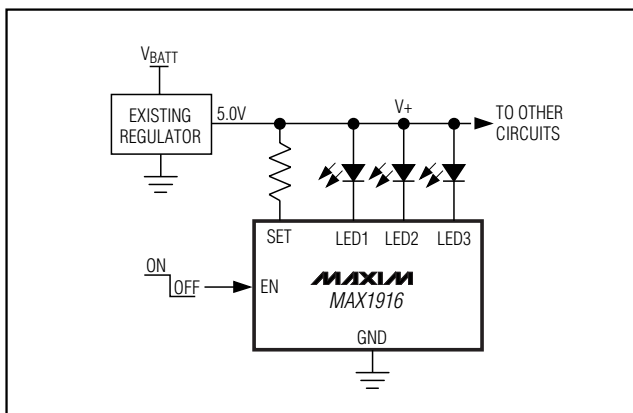 VBATT
EXISTING
REGULATOR
5.0V
V+
TO OTHER
CIRCUITS
SET
LED1
LED2
LED3
ON
OFF
EN
MAXIM
MAX1916
GND